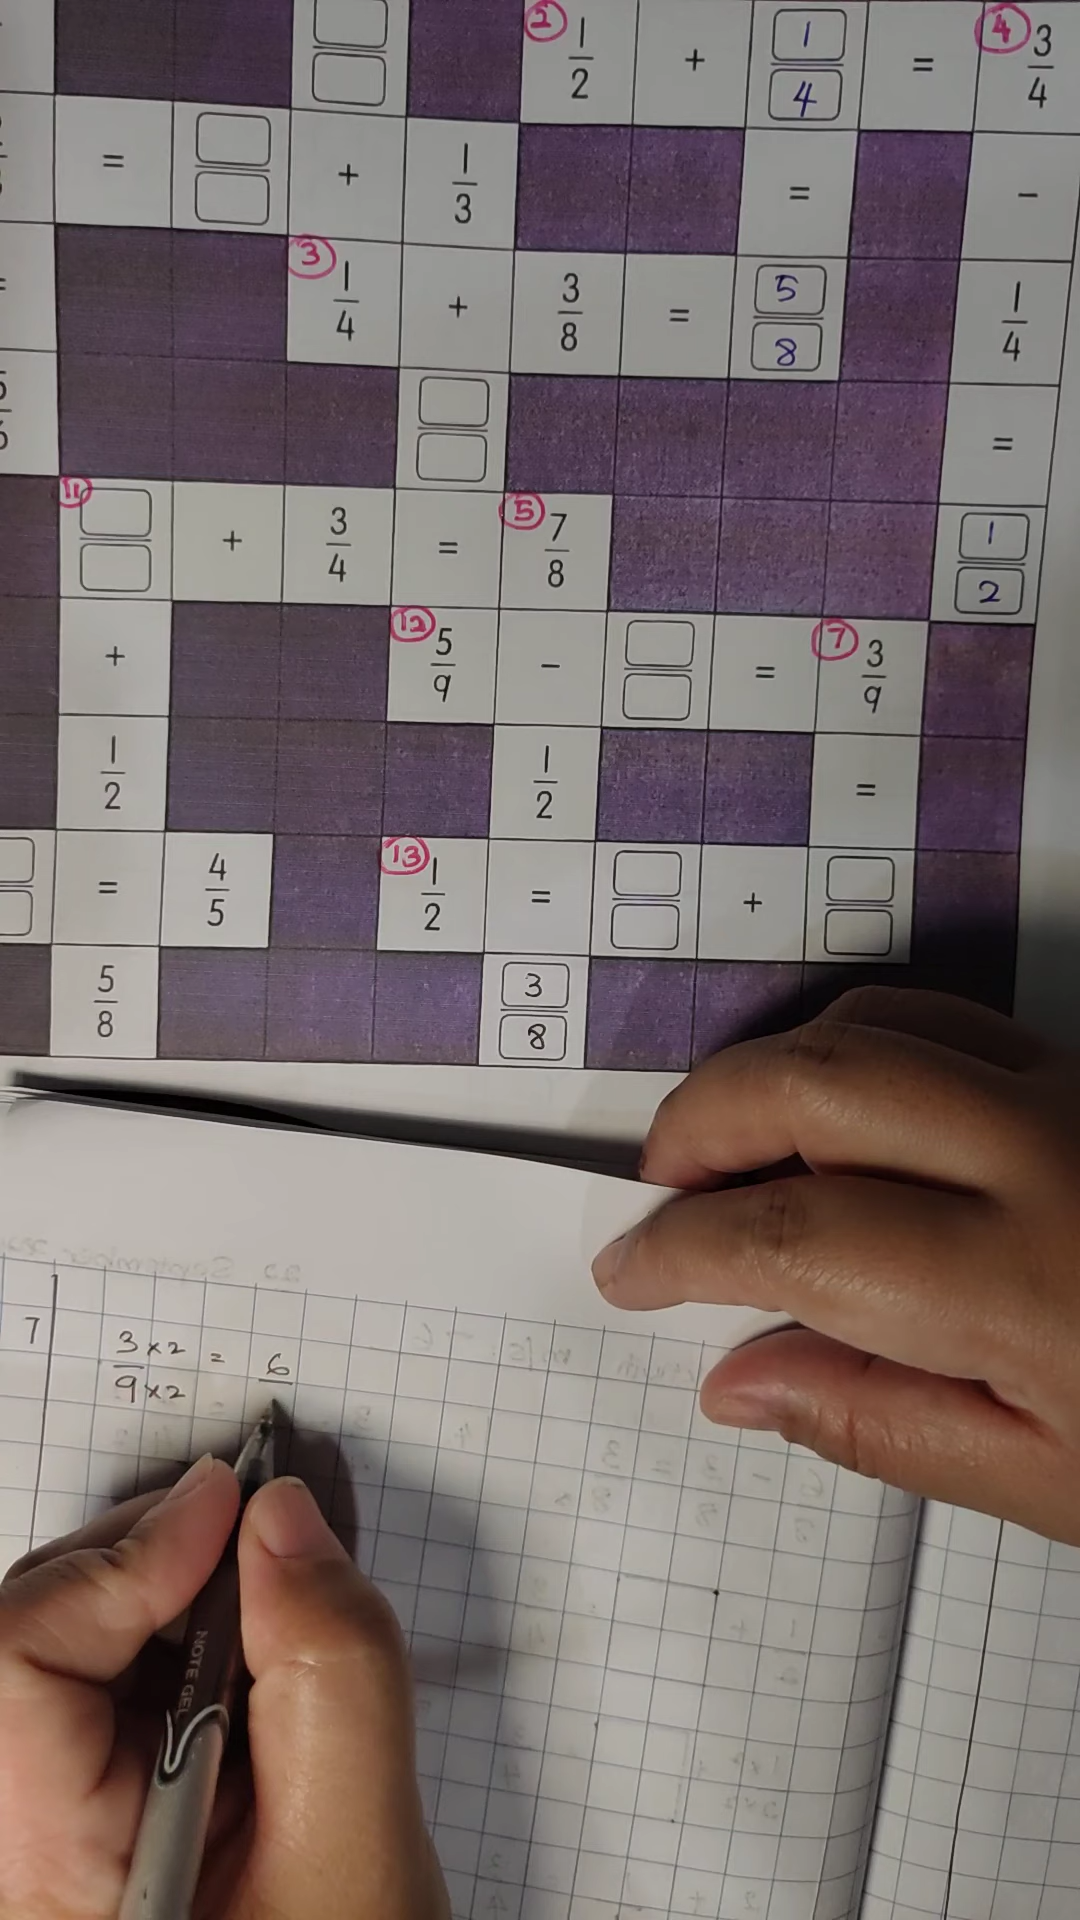 ② 1/2 + 1/4 = ④ 3/4
= + 1/3 = −
③ 1/4 + 3/8 = 5/8 1/4
=
⑪ + 3/4 = ⑤ 7/8 1/2
+ ⑫ 5/9 − = ⑦ 3/9
1/2 1/2 =
= 4/5 ⑬ 1/2 = +
5/8 3/8
7 3×2/9×2 = 6/
NOTE GEL